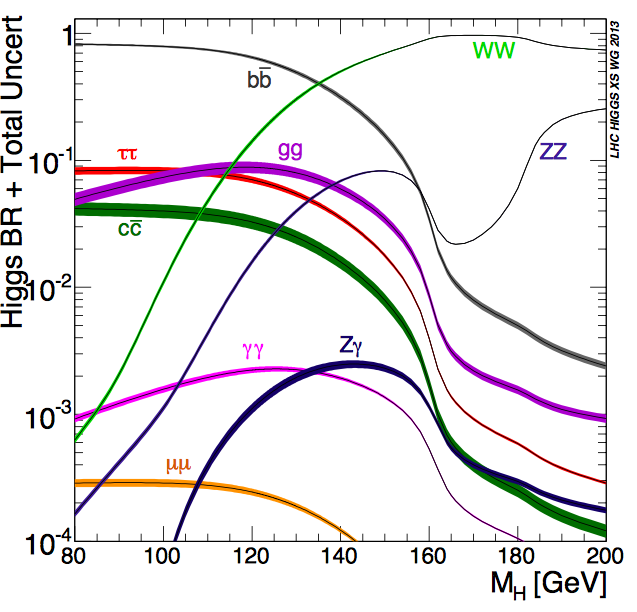 Higgs BR + Total Uncert
LHC HIGGS XS WG 2013
1
10⁻¹
10⁻²
10⁻³
10⁻⁴
bb̅
WW
ττ
gg
ZZ
cc̅
γγ
Zγ
μμ
80 100 120 140 160 180 200
M_H [GeV]